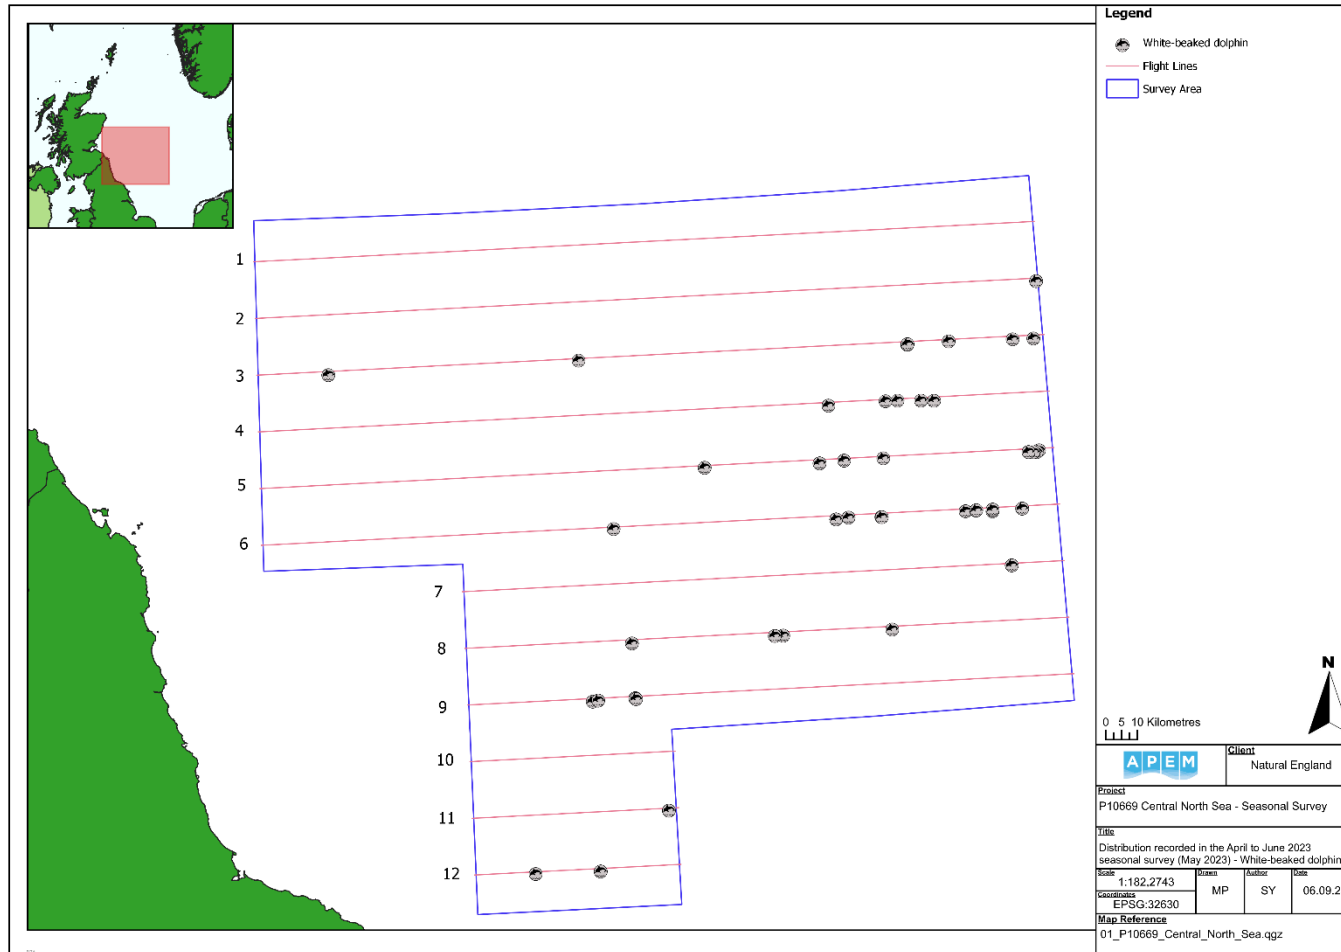 Legend
White-beaked dolphin
Flight Lines
Survey Area
1
2
3
4
5
6
7
8
9
10
11
12
N
0 5 10 Kilometres
APEM
Client
Natural England
Project
P10669 Central North Sea - Seasonal Survey
Title
Distribution recorded in the April to June 2023
seasonal survey (May 2023) - White-beaked dolphin
Scale
1:182,2743
Coordinates
EPSG:32630
Drawn
MP
Author
SY
Date
06.09.2
Map Reference
01_P10669_Central_North_Sea.qgz